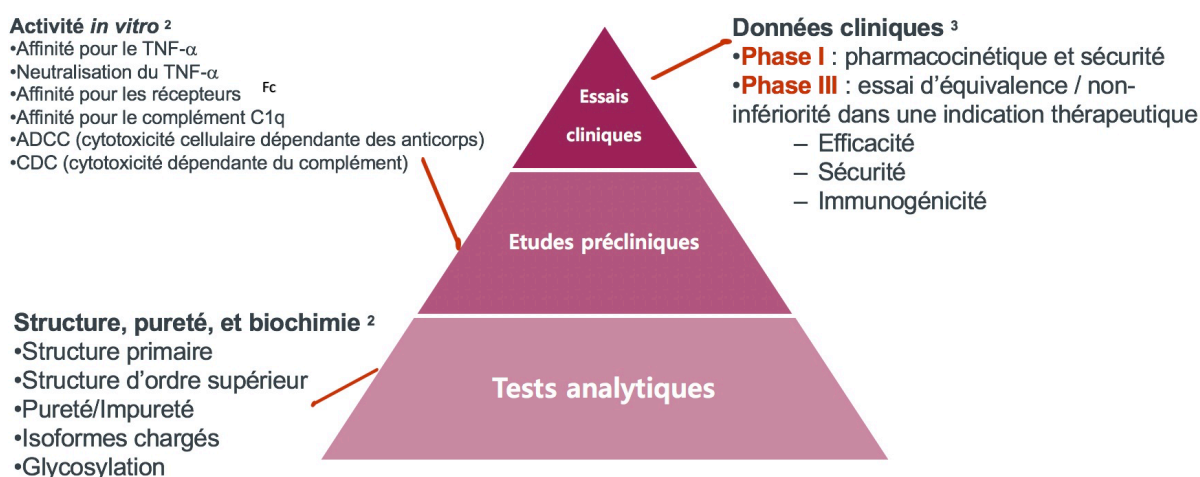 Activité in vitro 2
•Affinité pour le TNF-α
•Neutralisation du TNF-α
•Affinité pour les récepteurs Fc
•Affinité pour le complément C1q
•ADCC (cytotoxicité cellulaire dépendante des anticorps)
•CDC (cytotoxicité dépendante du complément)
Données cliniques 3
•Phase I : pharmacocinétique et sécurité
•Phase III : essai d'équivalence / non-
infériorité dans une indication thérapeutique
– Efficacité
– Sécurité
– Immunogénicité
Essais
cliniques
Etudes précliniques
Structure, pureté, et biochimie 2
•Structure primaire
•Structure d'ordre supérieur
•Pureté/Impureté
•Isoformes chargés
•Glycosylation
Tests analytiques